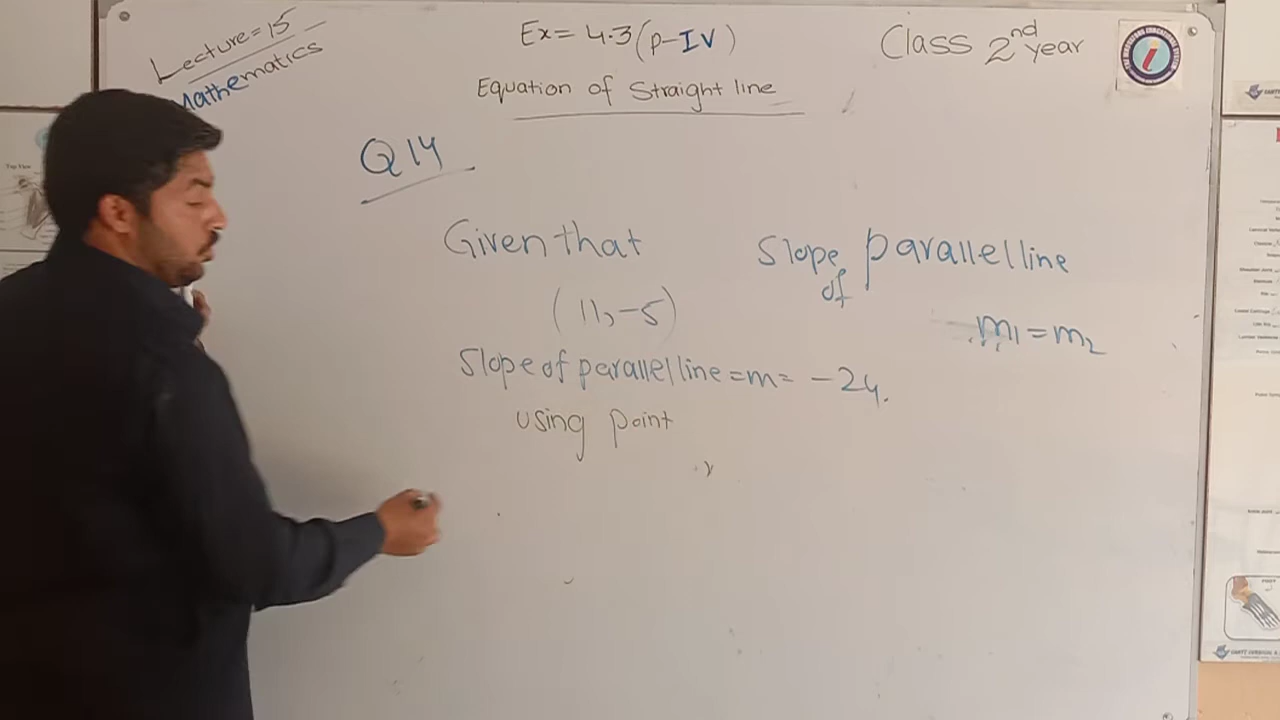 Lecture=15
Mathematics
Ex= 4.3 (P-IV)
Equation of Straight line
Class 2nd year
Q14
Given that
(11,-5)
Slope of parallel line = m = -24.
using point
Slope of parallel line
m1 = m2